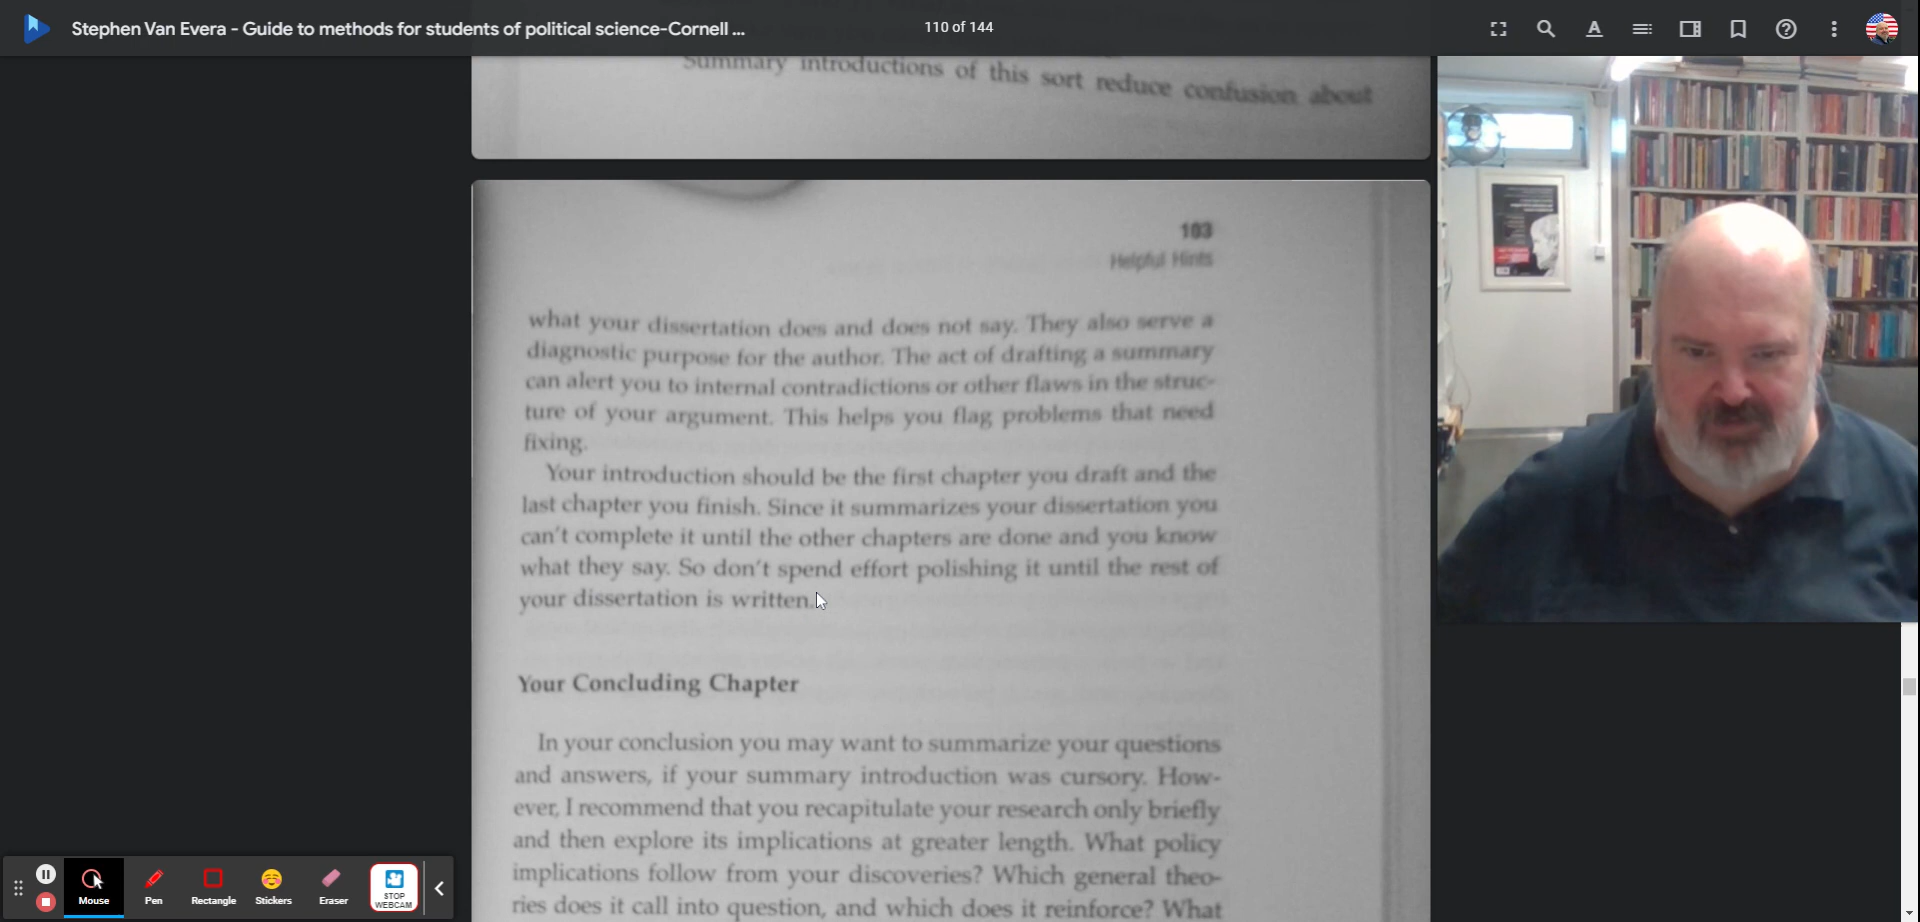 Stephen Van Evera - Guide to methods for students of political science-Cornell ...
110 of 144
Summary introductions of this sort reduce confusion about
103
Helpful Hints
what your dissertation does and does not say. They also serve a
diagnostic purpose for the author. The act of drafting a summary
can alert you to internal contradictions or other flaws in the struc-
ture of your argument. This helps you flag problems that need
fixing.
Your introduction should be the first chapter you draft and the
last chapter you finish. Since it summarizes your dissertation you
can't complete it until the other chapters are done and you know
what they say. So don't spend effort polishing it until the rest of
your dissertation is written.
Your Concluding Chapter
In your conclusion you may want to summarize your questions
and answers, if your summary introduction was cursory. How-
ever, I recommend that you recapitulate your research only briefly
and then explore its implications at greater length. What policy
implications follow from your discoveries? Which general theo-
ries does it call into question, and which does it reinforce? What
Mouse
Pen
Rectangle
Stickers
Eraser
STOP
WEBCAM